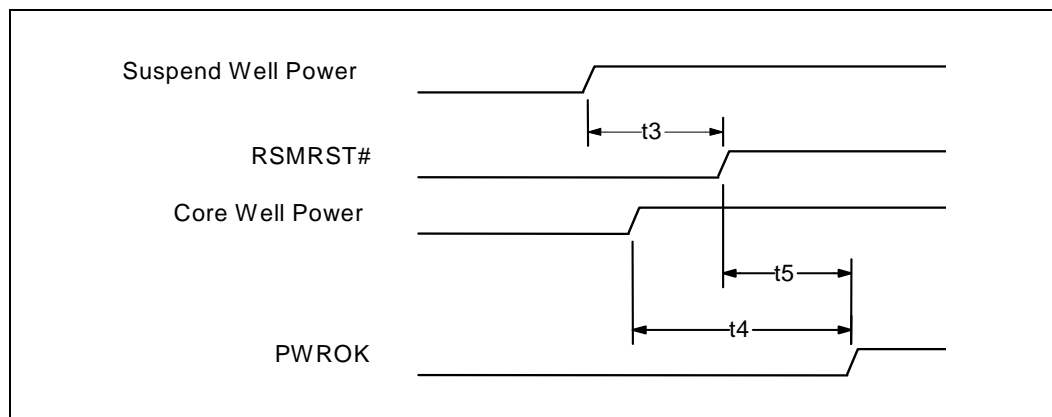 Suspend Well Power
t3
RSMRST#
Core Well Power
t5
t4
PWROK